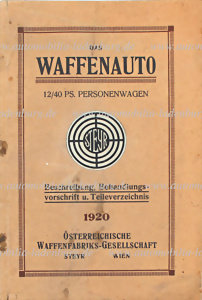 DAS
WAFFENAUTO
12/40 PS. PERSONENWAGEN
STEYR
Beschreibung, Behandlungs-
vorschrift u. Teileverzeichnis
1920
ÖSTERREICHISCHE
WAFFENFABRIKS-GESELLSCHAFT
STEYR WIEN